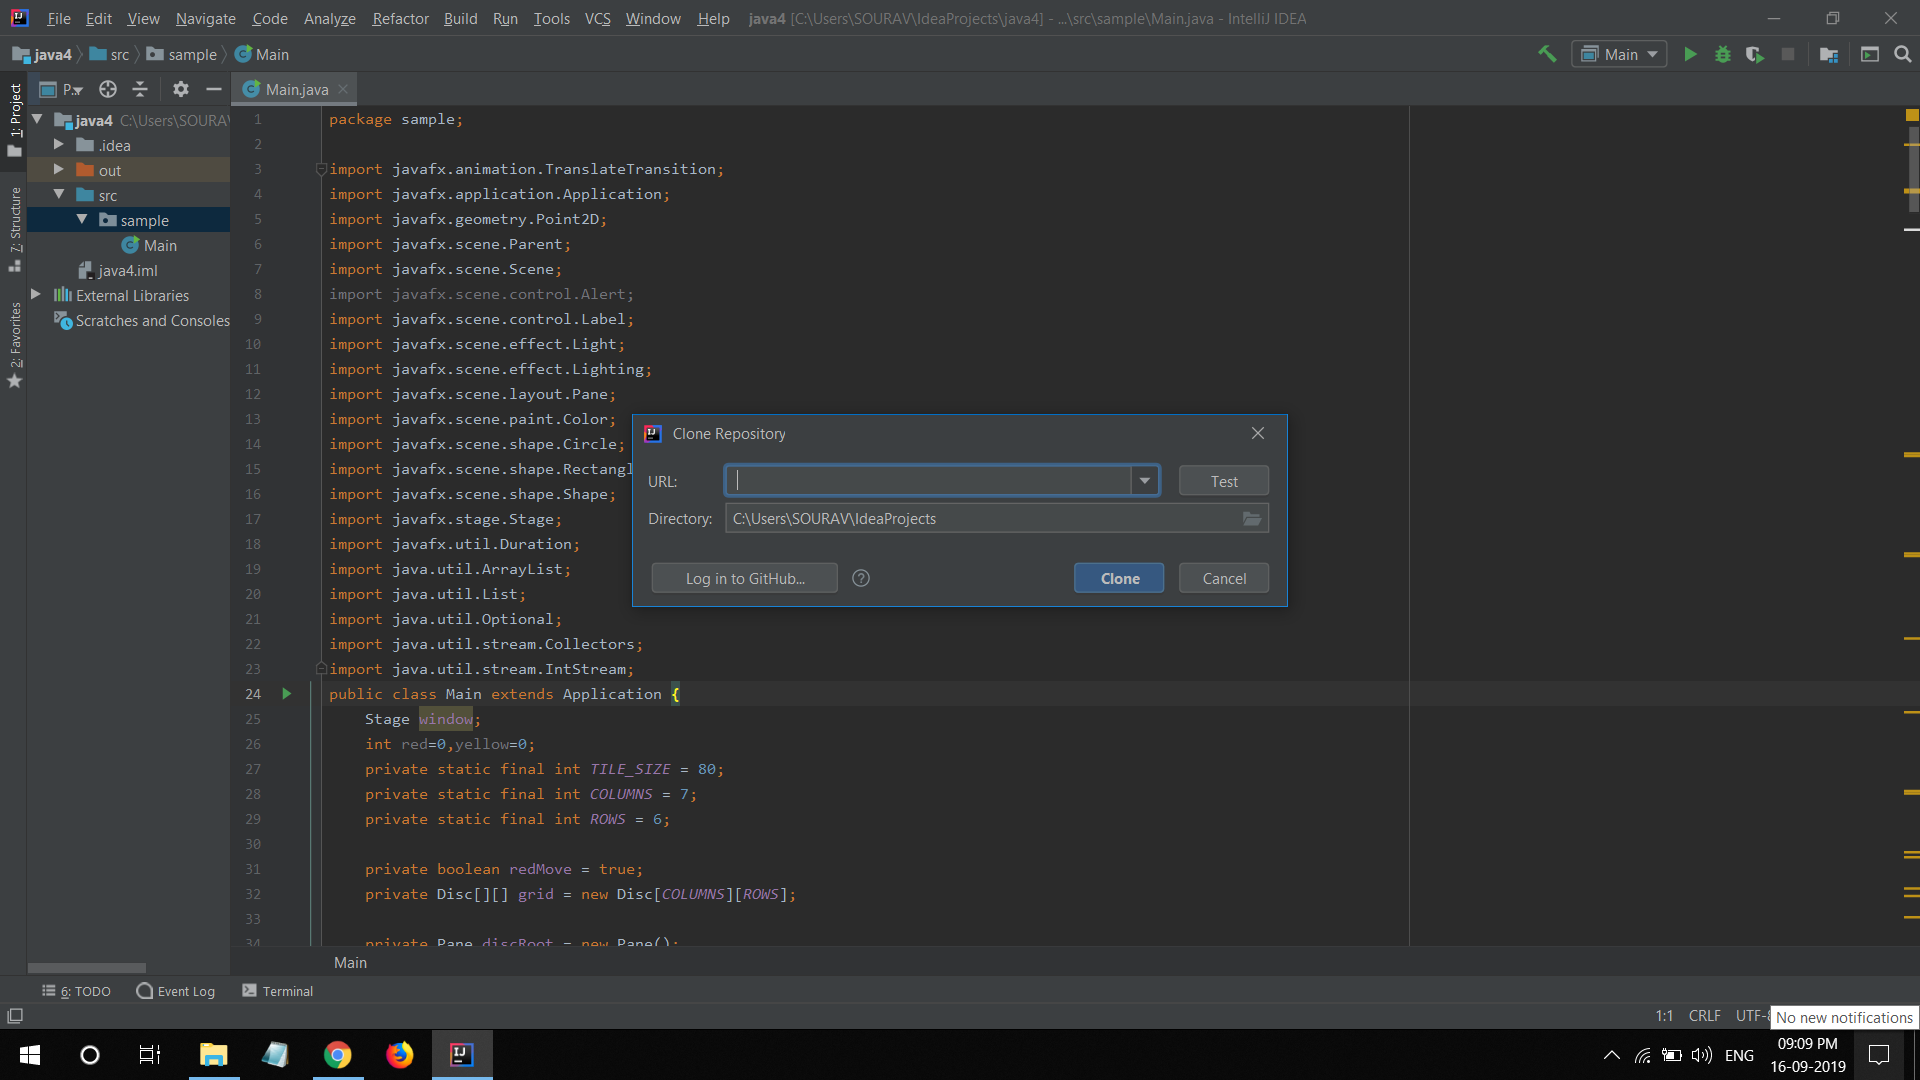 File Edit View Navigate Code Analyze Refactor Build Run Tools VCS Window Help java4 [C:\Users\SOURAV\IdeaProjects\java4] - ...\src\sample\Main.java - IntelliJ IDEA
java4 src sample Main
Main
P..
Main.java
1: Project
7: Structure
2: Favorites
java4 C:\Users\SOURAV
.idea
out
src
sample
Main
java4.iml
External Libraries
Scratches and Consoles
1 package sample;
2
3 import javafx.animation.TranslateTransition;
4 import javafx.application.Application;
5 import javafx.geometry.Point2D;
6 import javafx.scene.Parent;
7 import javafx.scene.Scene;
8 import javafx.scene.control.Alert;
9 import javafx.scene.control.Label;
10 import javafx.scene.effect.Light;
11 import javafx.scene.effect.Lighting;
12 import javafx.scene.layout.Pane;
13 import javafx.scene.paint.Color;
14 import javafx.scene.shape.Circle;
15 import javafx.scene.shape.Rectangl
16 import javafx.scene.shape.Shape;
17 import javafx.stage.Stage;
18 import javafx.util.Duration;
19 import java.util.ArrayList;
20 import java.util.List;
21 import java.util.Optional;
22 import java.util.stream.Collectors;
23 import java.util.stream.IntStream;
24 public class Main extends Application {
25 Stage window;
26 int red=0,yellow=0;
27 private static final int TILE_SIZE = 80;
28 private static final int COLUMNS = 7;
29 private static final int ROWS = 6;
30
31 private boolean redMove = true;
32 private Disc[][] grid = new Disc[COLUMNS][ROWS];
33
34 private Pane discRoot = new Pane();
Clone Repository
URL:
Test
Directory: C:\Users\SOURAV\IdeaProjects
Log in to GitHub...
?
Clone
Cancel
Main
6: TODO Event Log Terminal
1:1 CRLF UTF-8
No new notifications
ENG
09:09 PM
16-09-2019